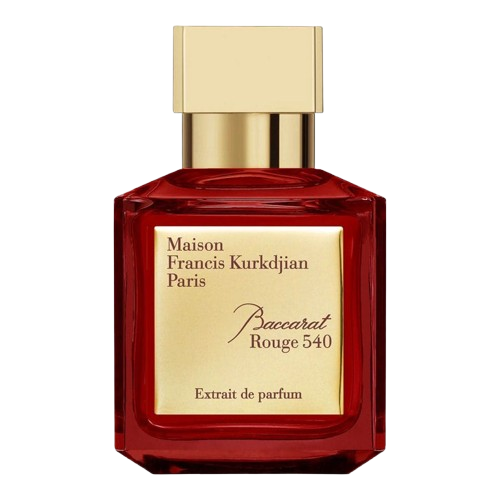 Maison
Francis Kurkdjian
Paris
Baccarat
Rouge 540
Extrait de parfum